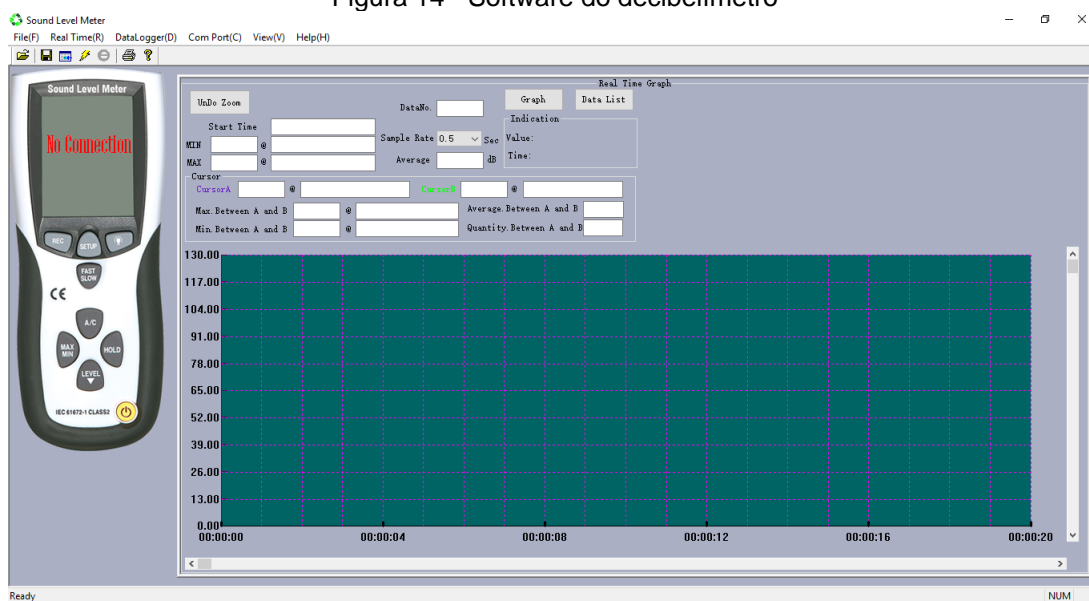 Figura 14 - Software do decibelímetro
Sound Level Meter
File(F) Real Time(R) DataLogger(D) Com Port(C) View(V) Help(H)
Sound Level Meter
No Connection
REC
SETUP
FAST
SLOW
CE
A/C
MAX
MIN
HOLD
LEVEL
IEC 61672-1 CLASS2
Real Time Graph
UnDo Zoom
DataNo.
Graph
Data List
Start Time
Indication
MIN @
Sample Rate 0.5 Sec
Value:
MAX @
Average dB
Time:
Cursor
CursorA @
CursorB @
Max.Between A and B @
Average.Between A and B
Min.Between A and B @
Quantity.Between A and B
130.00
117.00
104.00
91.00
78.00
65.00
52.00
39.00
26.00
13.00
0.00
00:00:00 00:00:04 00:00:08 00:00:12 00:00:16 00:00:20
Ready
NUM